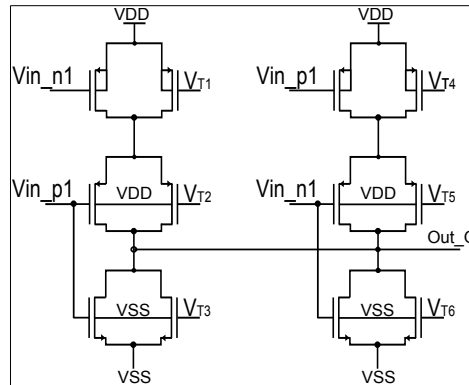 VDD VDD
Vin_n1 VT1 Vin_p1 VT4
Vin_p1 VDD VT2 Vin_n1 VDD VT5
Out_
VSS VT3 VSS VT6
VSS VSS